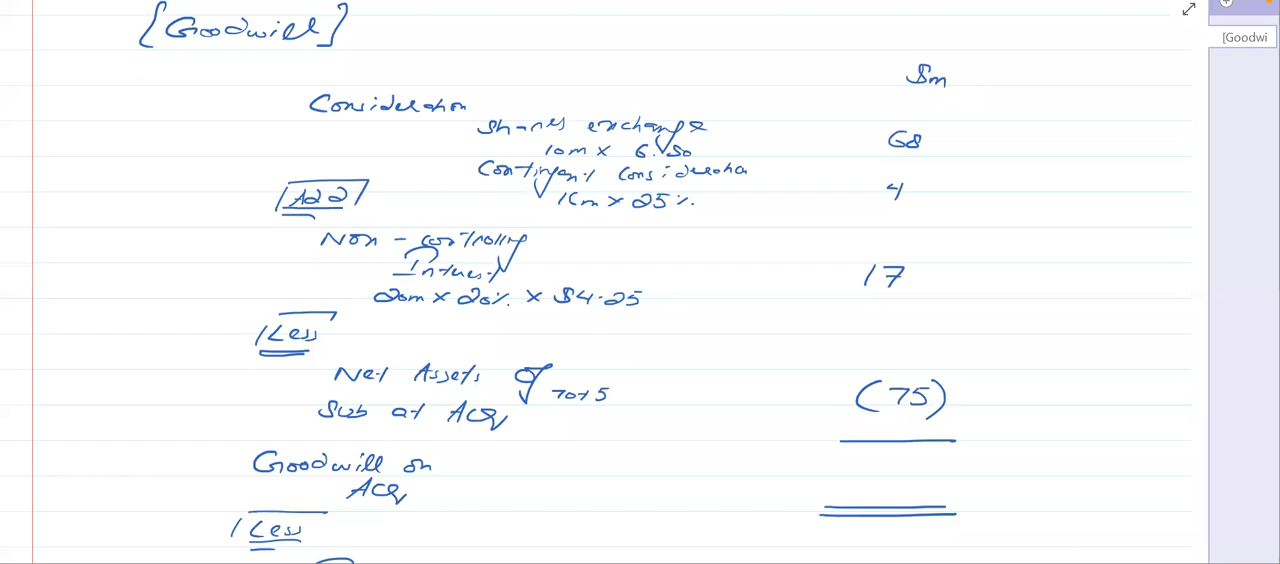 [Goodwill]
[Goodwi
$m
Consideration
Shares exchange
10m × 6.80 68
Contingent Consideration
16m × 25% 4
Add
Non-controlling
Interest
20m × 20% × $4.25 17
Less
Net Assets of
70+5 (75)
Sub at ACQ
Goodwill on
ACQ
Less